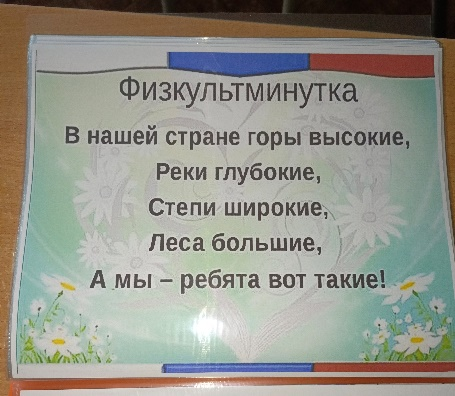 Физкультминутка
В нашей стране горы высокие,
Реки глубокие,
Степи широкие,
Леса большие,
А мы – ребята вот такие!